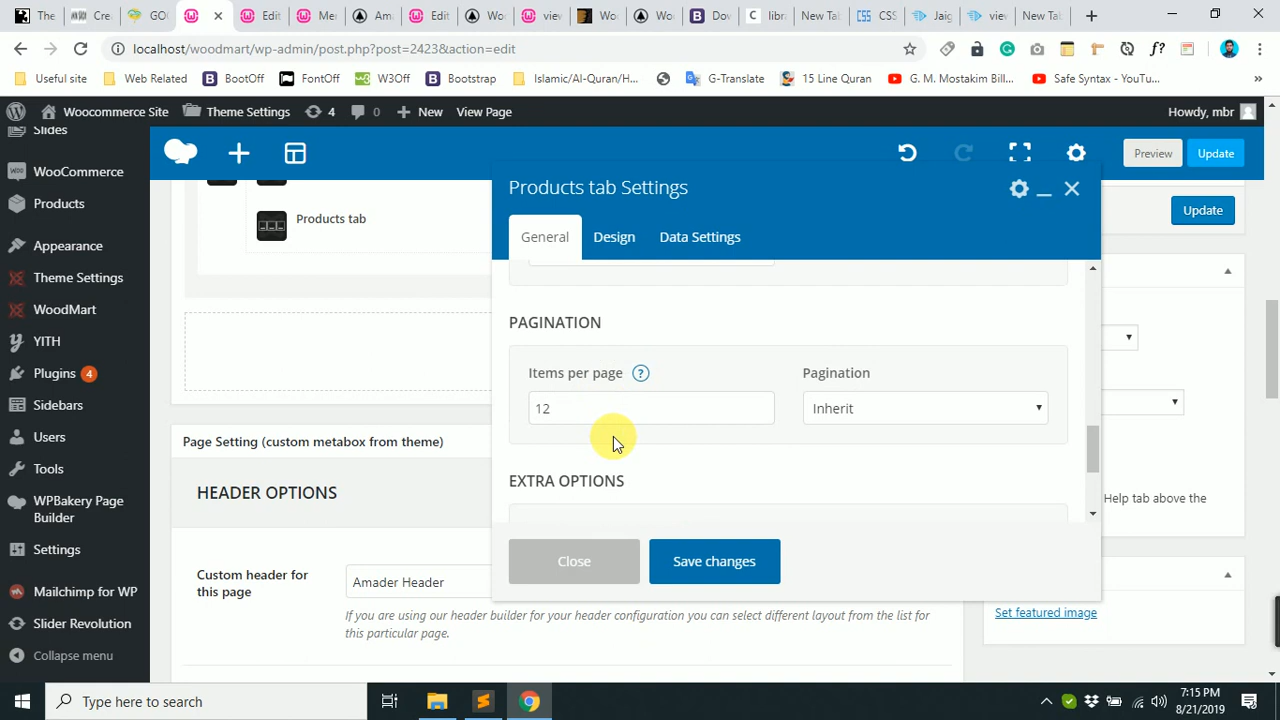 The
Cre
GO
Edit
Me
Am
Edit
Wo
view
Wo
Dov
libra
New Tab
CSS
Jaig
view
New Tab
localhost/woodmart/wp-admin/post.php?post=2423&action=edit
Useful site
Web Related
BootOff
FontOff
W3Off
Bootstrap
Islamic/Al-Quran/H...
G-Translate
15 Line Quran
G. M. Mostakim Bill...
Safe Syntax - YouTu...
»
Woocommerce Site
Theme Settings
4
0
New
View Page
Howdy, mbr
Slides
WooCommerce
Products
Appearance
Theme Settings
WoodMart
YITH
Plugins 4
Comments
Sidebars
Users
Tools
WPBakery Page
Builder
Settings
Mailchimp for WP
Slider Revolution
Collapse menu
Preview
Update
Update
Products tab
Products tab Settings
General
Design
Data Settings
PAGINATION
Items per page ?
Pagination
12
Inherit
EXTRA OPTIONS
Close
Save changes
Page Setting (custom metabox from theme)
HEADER OPTIONS
Custom header for
this page
Amader Header
If you are using our header builder for your header configuration you can select different layout from the list for
this particular page.
Help tab above the
Set featured image
Type here to search
7:15 PM
8/21/2019